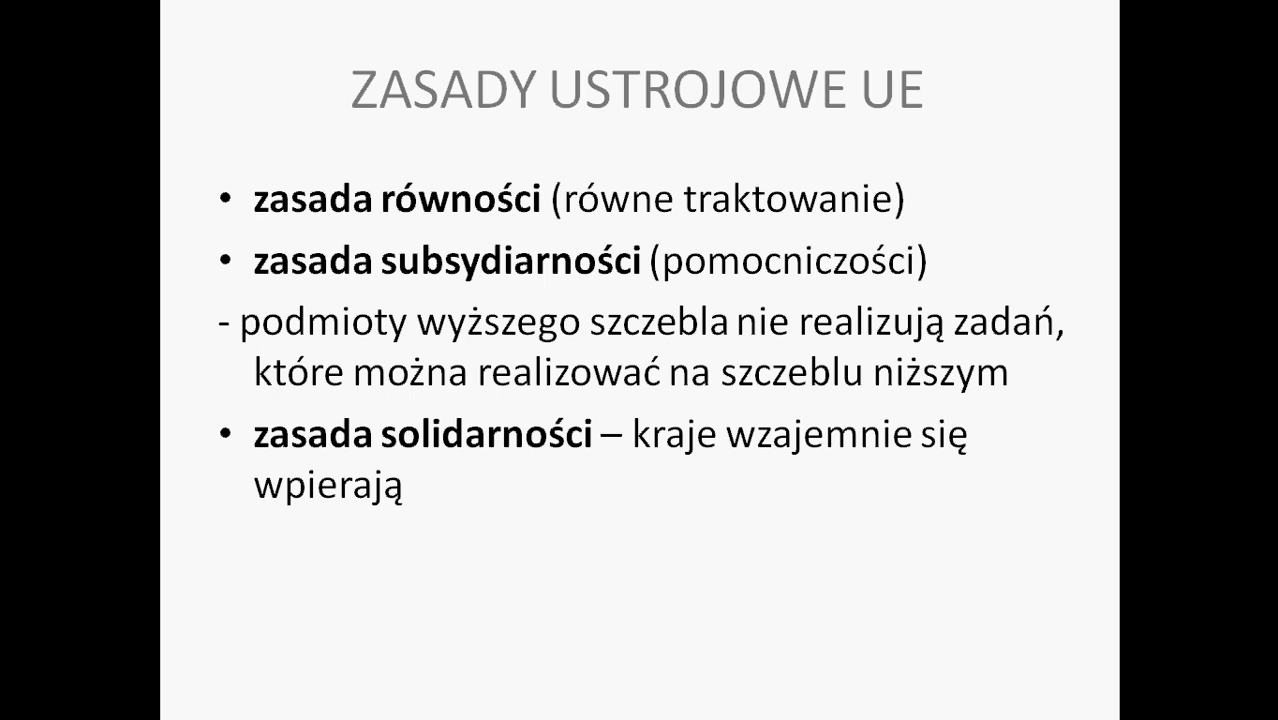 ZASADY USTROJOWE UE
• zasada równości (równe traktowanie)
• zasada subsydiarności (pomocniczości)
- podmioty wyższego szczebla nie realizują zadań,
które można realizować na szczeblu niższym
• zasada solidarności – kraje wzajemnie się
wpierają